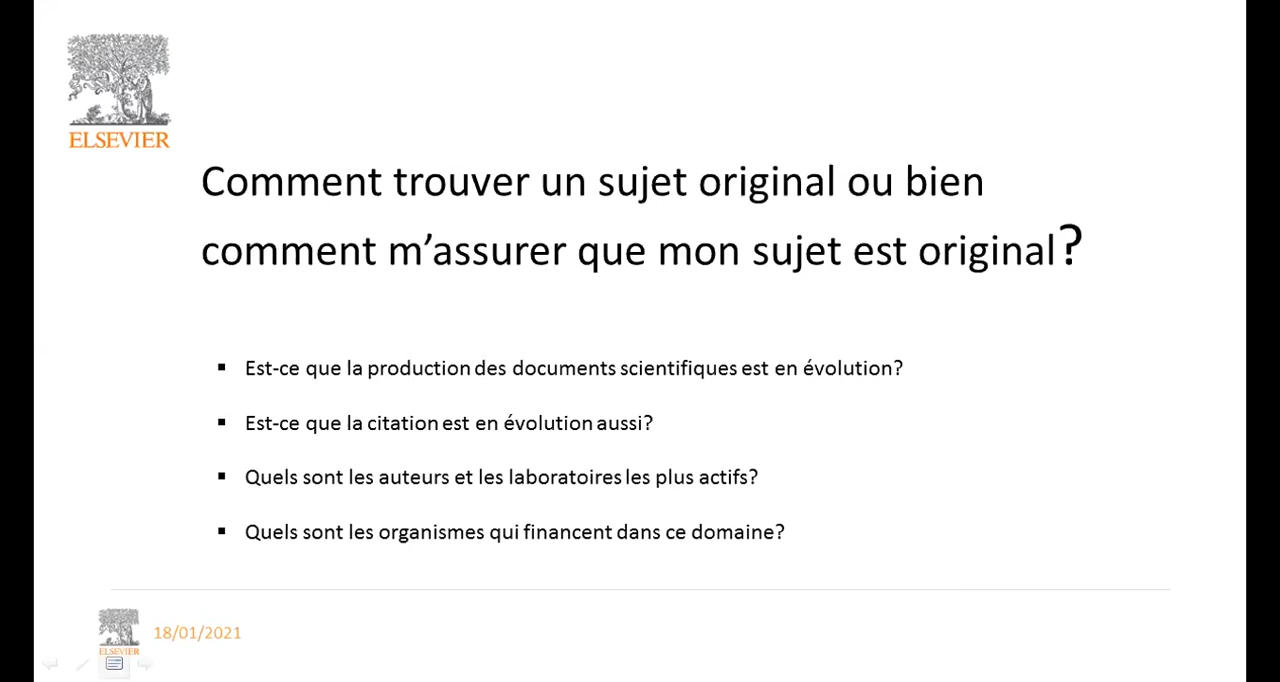 ELSEVIER
Comment trouver un sujet original ou bien
comment m’assurer que mon sujet est original?
▪ Est-ce que la production des documents scientifiques est en évolution?
▪ Est-ce que la citation est en évolution aussi?
▪ Quels sont les auteurs et les laboratoires les plus actifs?
▪ Quels sont les organismes qui financent dans ce domaine?
ELSEVIER
18/01/2021